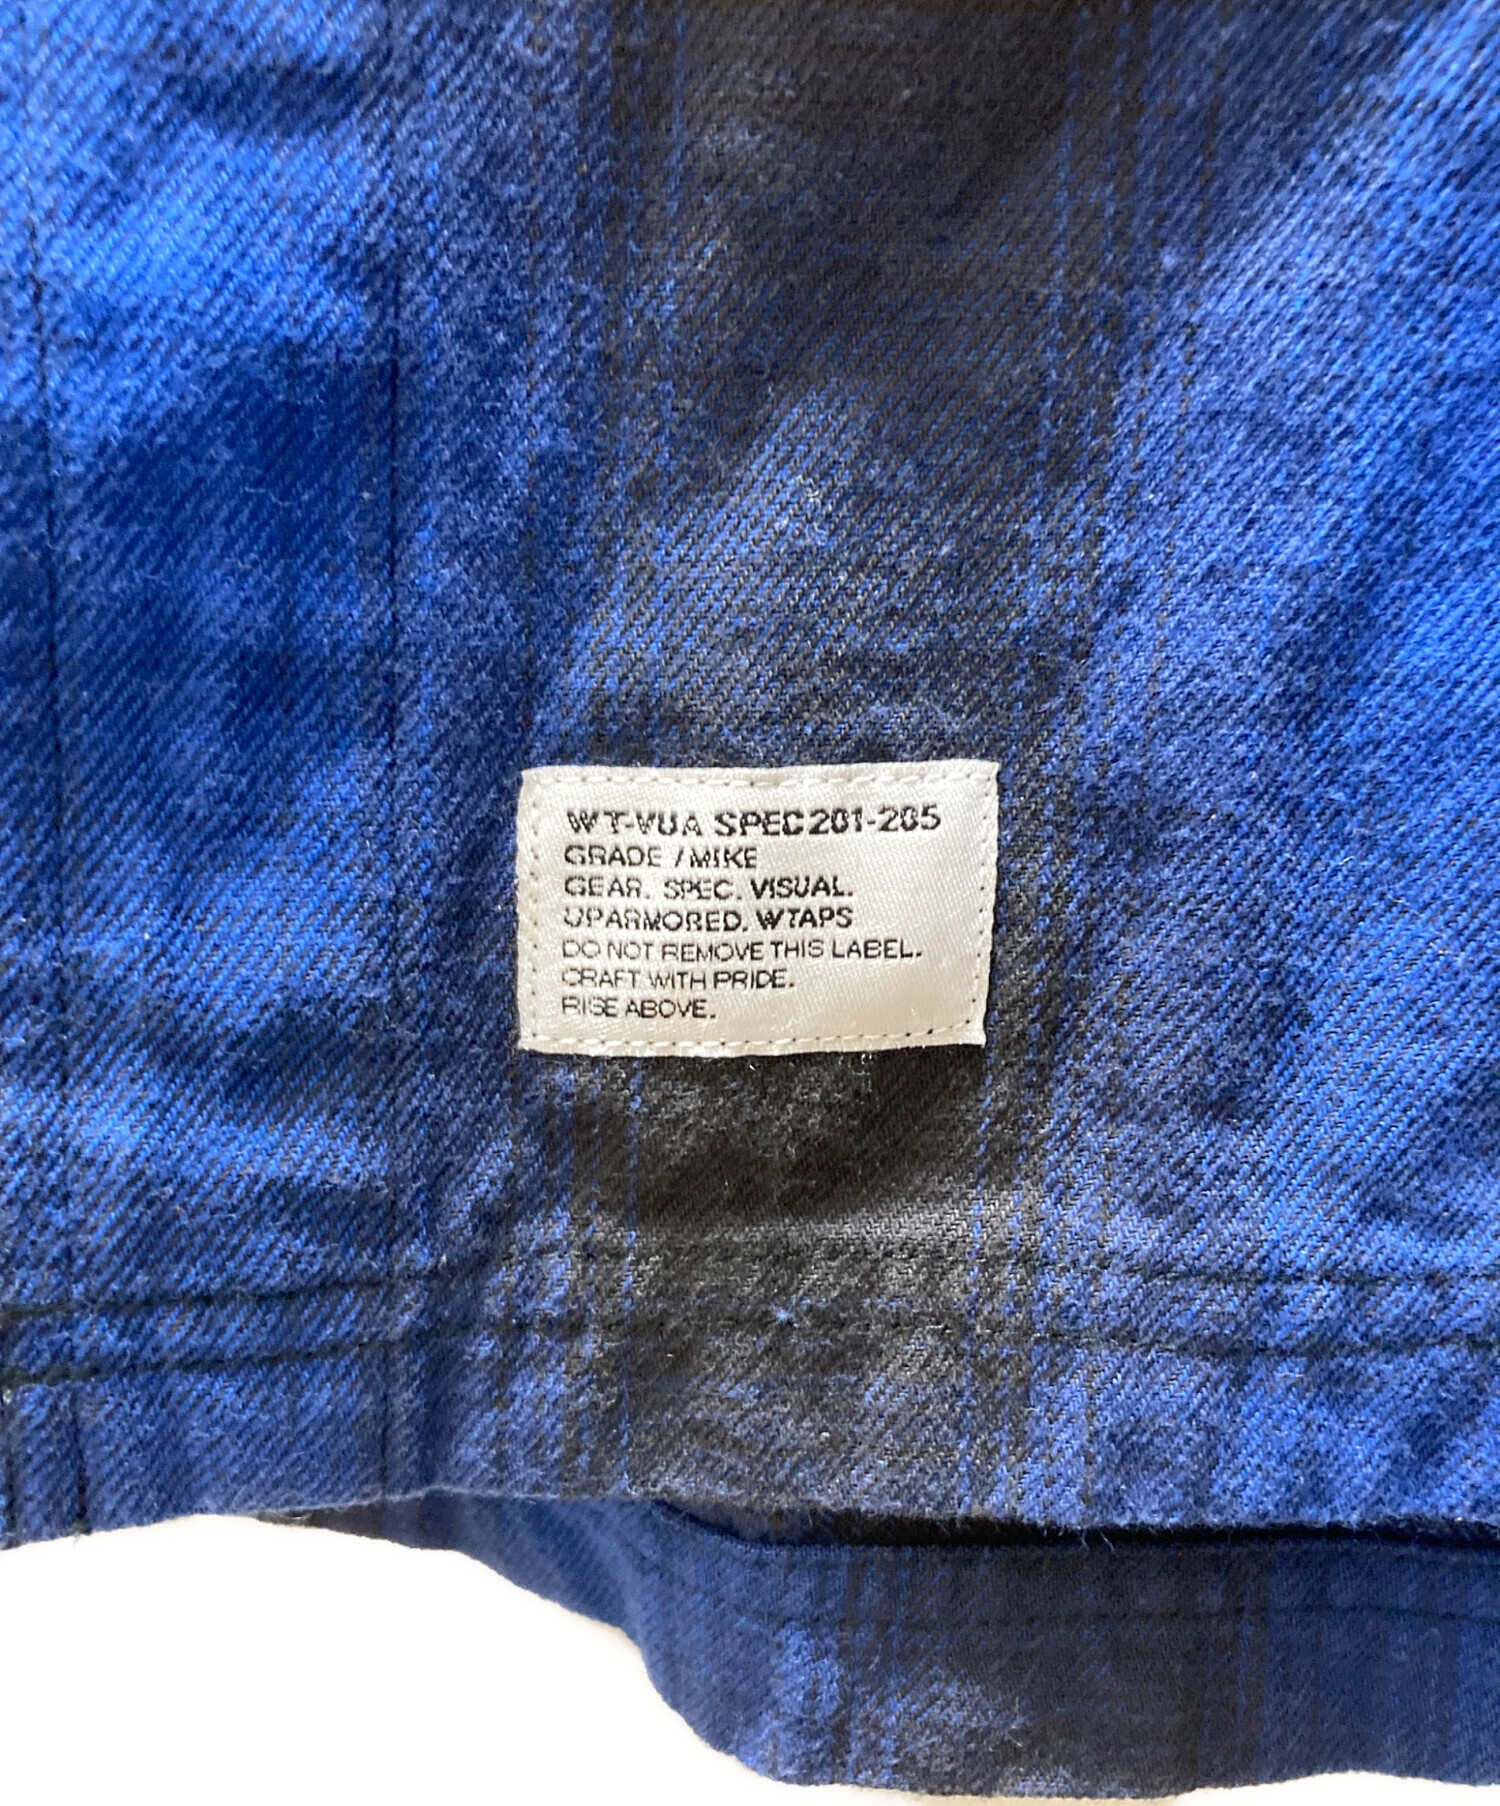 WT-VUA SPEC201-205
GRADE / MIKE
GEAR. SPEC. VISUAL.
UPARMORED. WTAPS
DO NOT REMOVE THIS LABEL.
CRAFT WITH PRIDE.
RISE ABOVE.